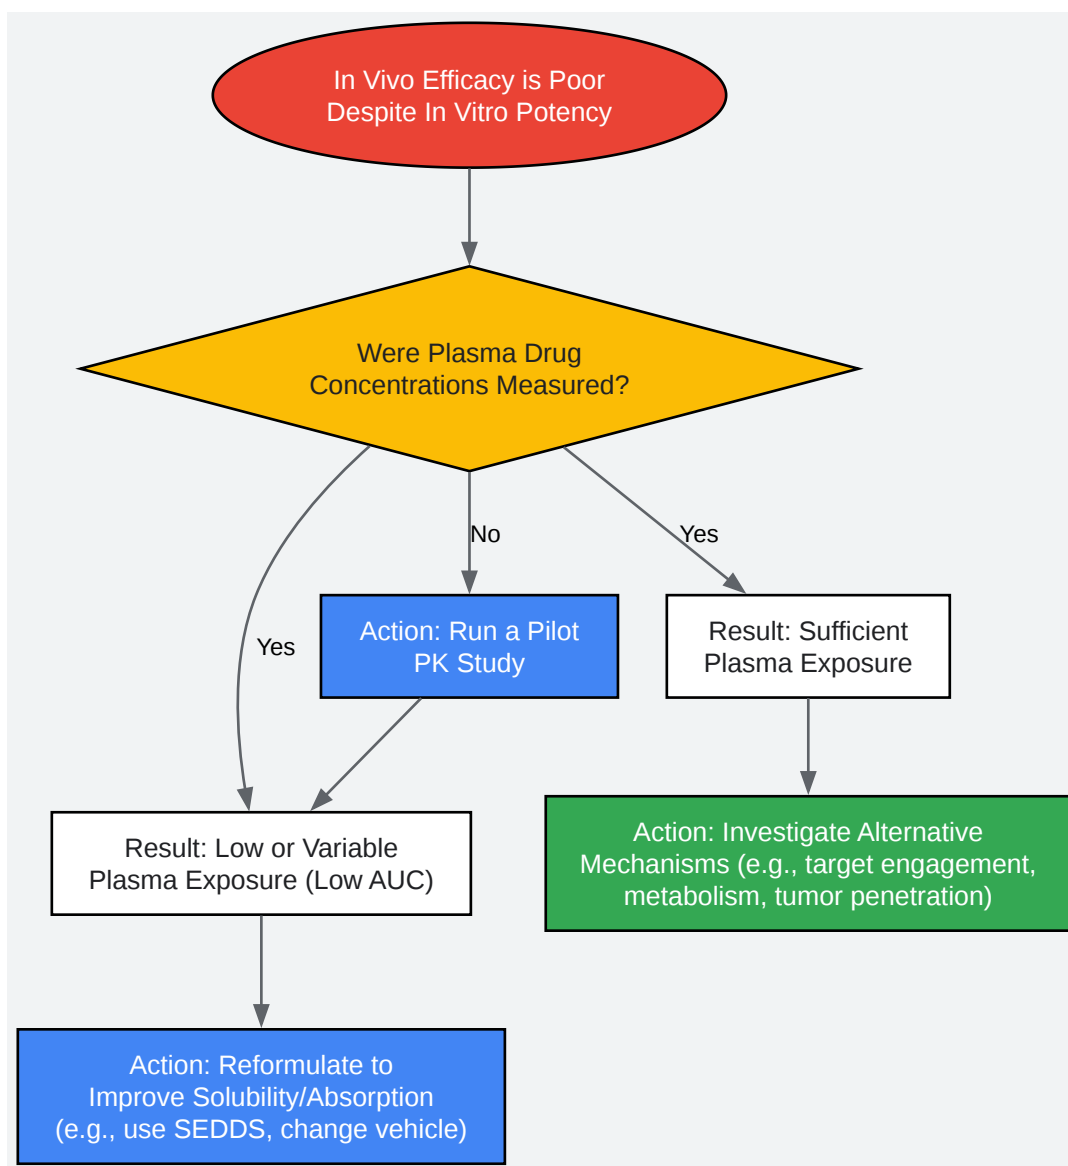 In Vivo Efficacy is Poor
Despite In Vitro Potency
Were Plasma Drug
Concentrations Measured?
No
Yes
Yes
Action: Run a Pilot
PK Study
Result: Sufficient
Plasma Exposure
Result: Low or Variable
Plasma Exposure (Low AUC)
Action: Investigate Alternative
Mechanisms (e.g., target engagement,
metabolism, tumor penetration)
Action: Reformulate to
Improve Solubility/Absorption
(e.g., use SEDDS, change vehicle)